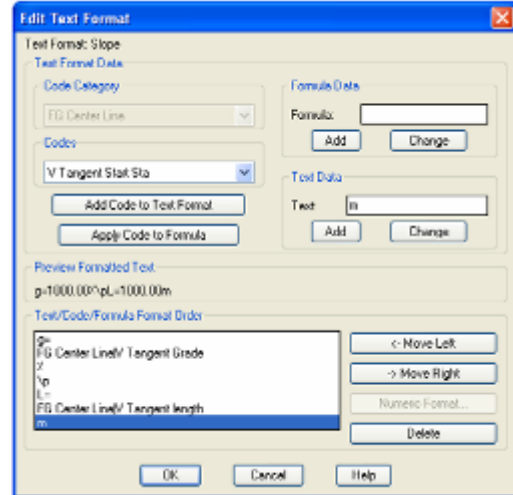 Edit Text Format
Text Format: Slope
Text Format Data
Code Category
FG Center Line
Codes
V Tangent Start Sta
Add Code to Text Format
Apply Code to Formula
Formula Data
Formula:
Add Change
Text Data
Text: m
Add Change
Preview Formatted Text
g=1000.00%\pL=1000.00m
Text/Code/Formula Format Order
g=
FG Center Line|V Tangent Grade
%
\p
L=
FG Center Line|V Tangent length
m
<- Move Left
-> Move Right
Numeric Format...
Delete
OK Cancel Help